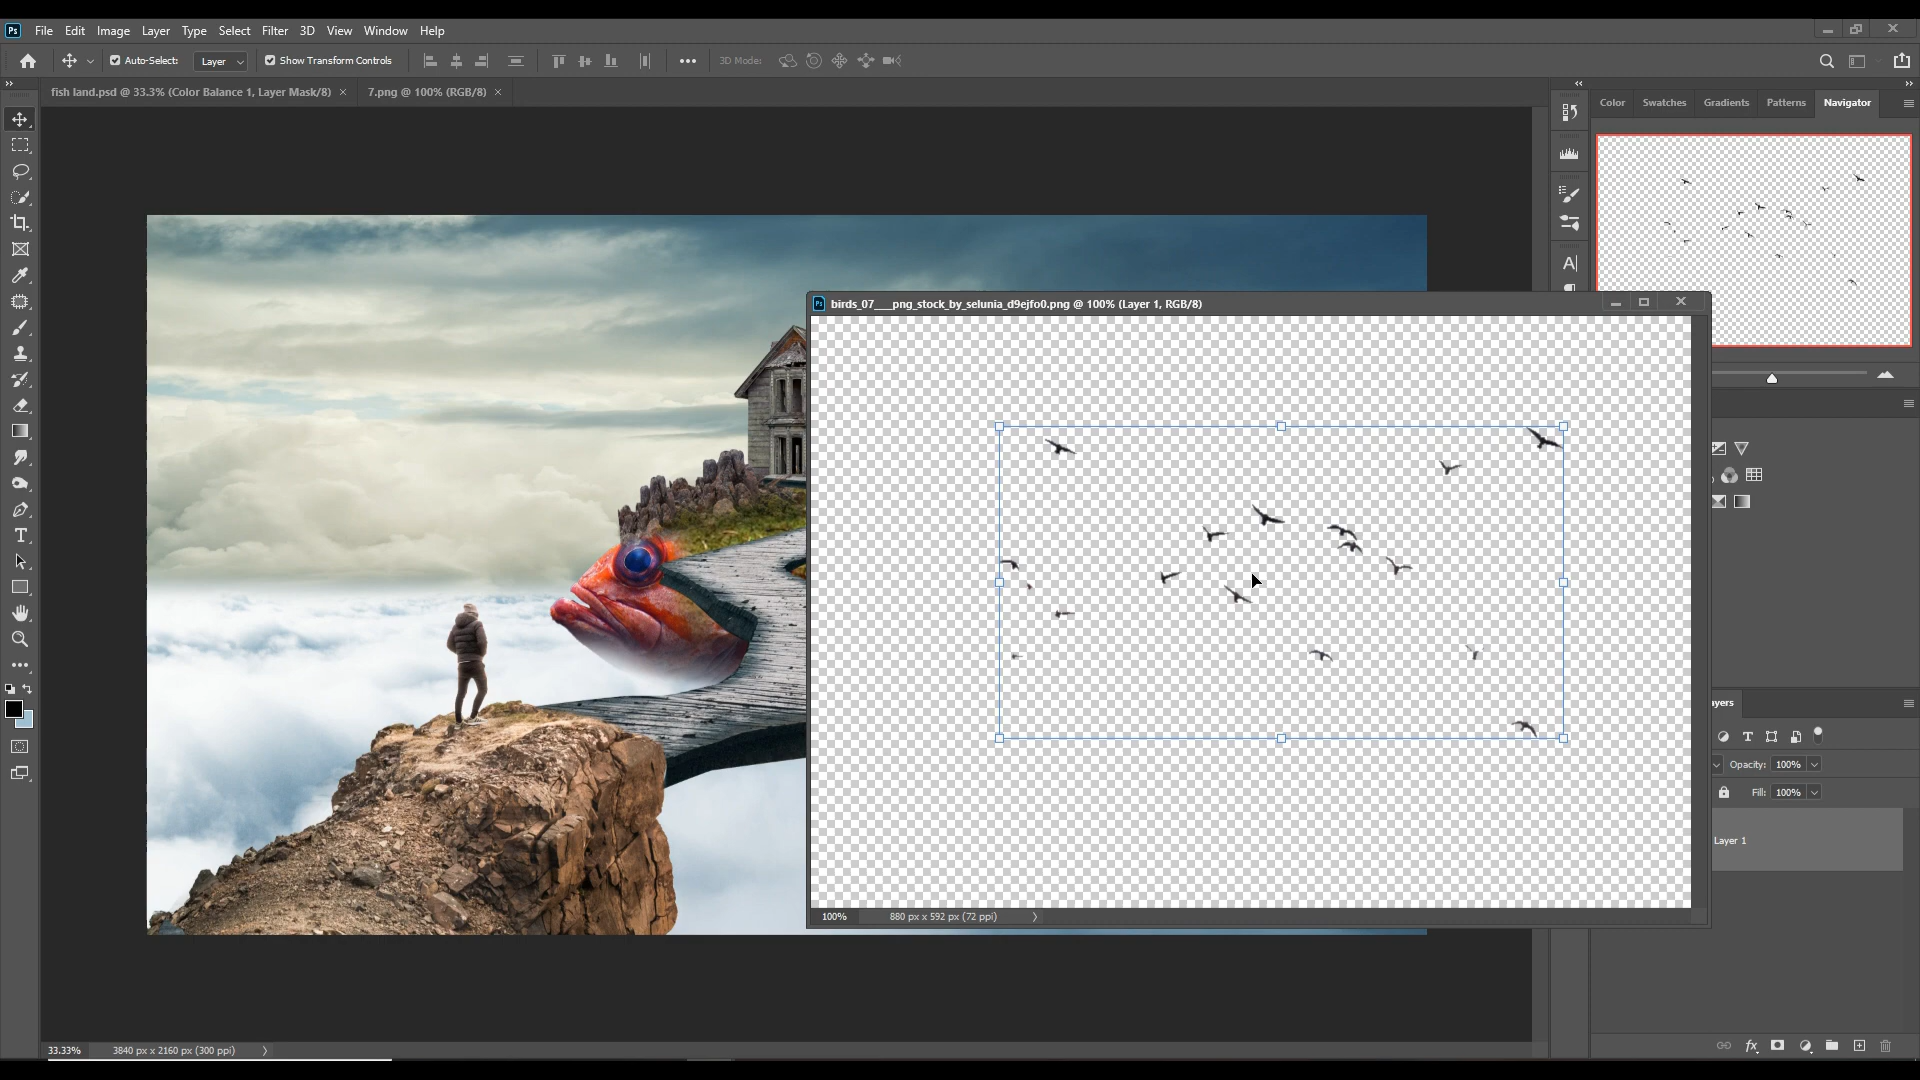 Ps File Edit Image Layer Type Select Filter 3D View Window Help
Auto-Select: Layer Show Transform Controls 3D Mode:
fish land.psd @ 33.3% (Color Balance 1, Layer Mask/8) × 7.png @ 100% (RGB/8) ×
Color Swatches Gradients Patterns Navigator
birds_07___png_stock_by_selunia_d9ejfo0.png @ 100% (Layer 1, RGB/8)
ayers
Opacity: 100%
Fill: 100%
Layer 1
100% 880 px x 592 px (72 ppi)
33.33% 3840 px x 2160 px (300 ppi)